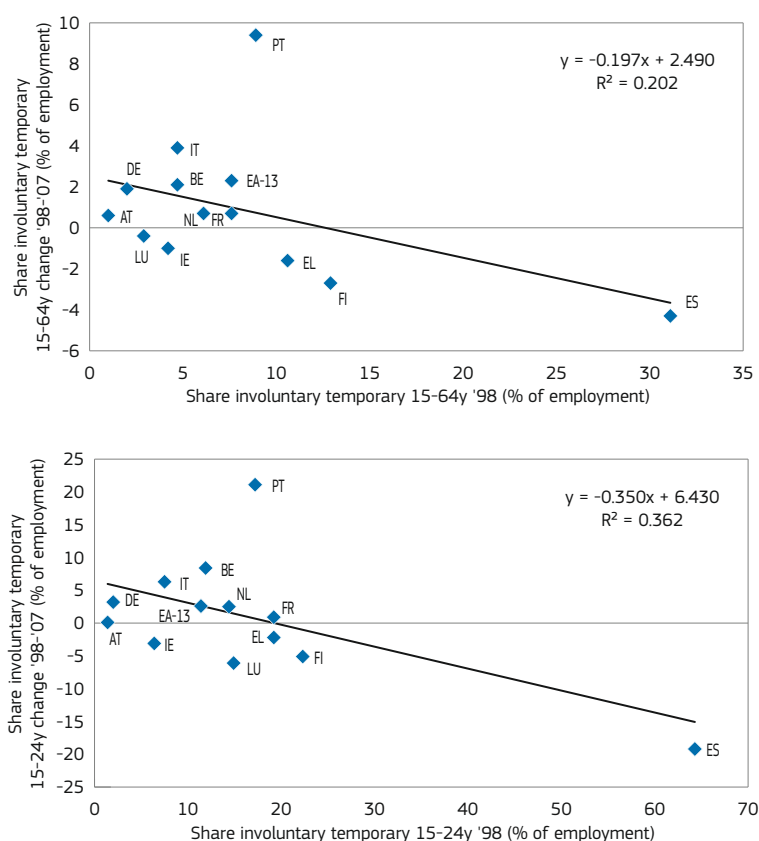 Share involuntary temporary
15-64y change '98-'07 (% of employment)
10
8
6
4
2
0
-2
-4
-6
y = -0.197x + 2.490
R² = 0.202
PT
IT
DE
BE
EA-13
AT
NL
FR
LU
IE
EL
FI
ES
0 5 10 15 20 25 30 35
Share involuntary temporary 15-64y '98 (% of employment)
Share involuntary temporary
15-24y change '98-'07 (% of employment)
25
20
15
10
5
0
-5
-10
-15
-20
-25
y = -0.350x + 6.430
R² = 0.362
PT
BE
IT
DE
NL
EA-13
FR
AT
IE
EL
LU
FI
ES
0 10 20 30 40 50 60 70
Share involuntary temporary 15-24y '98 (% of employment)